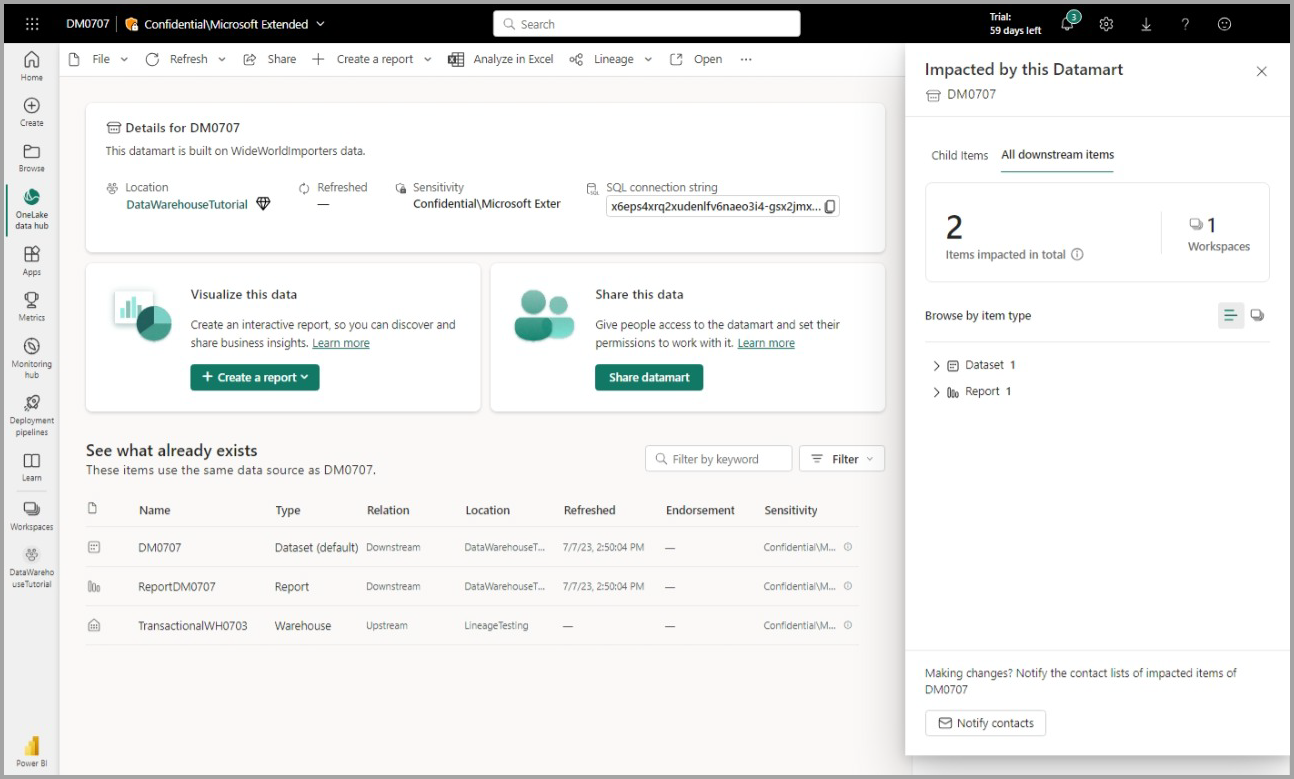 DM0707 Confidential\Microsoft Extended
Search
Trial:
59 days left
3
Home
Create
Browse
OneLake
data hub
Apps
Metrics
Monitoring
hub
Deployment
pipelines
Learn
Workspaces
DataWareho
useTutorial
Power BI
File Refresh Share Create a report Analyze in Excel Lineage Open ...
Details for DM0707
This datamart is built on WideWorldImporters data.
Location Refreshed Sensitivity SQL connection string
DataWarehouseTutorial — Confidential\Microsoft Exter x6eps4xrq2xudenlfv6naeo3i4-gsx2jmx...
Visualize this data
Create an interactive report, so you can discover and
share business insights. Learn more
+ Create a report
Share this data
Give people access to the datamart and set their
permissions to work with it. Learn more
Share datamart
See what already exists
These items use the same data source as DM0707.
Filter by keyword
Filter
Name Type Relation Location Refreshed Endorsement Sensitivity
DM0707 Dataset (default) Downstream DataWarehouseT... 7/7/23, 2:50:04 PM — Confidential\M...
ReportDM0707 Report Downstream DataWarehouseT... 7/7/23, 2:50:04 PM — Confidential\M...
TransactionalWH0703 Warehouse Upstream LineageTesting — — Confidential\M...
Impacted by this Datamart
DM0707
Child Items All downstream items
2
Items impacted in total
1
Workspaces
Browse by item type
Dataset 1
Report 1
Making changes? Notify the contact lists of impacted items of
DM0707
Notify contacts